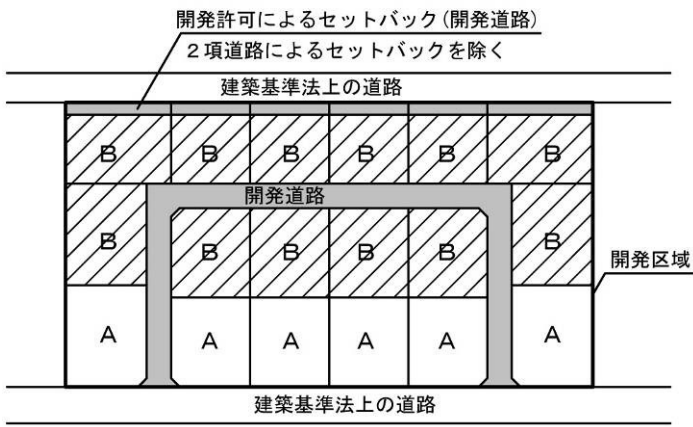 開発許可によるセットバック(開発道路)
2項道路によるセットバックを除く
建築基準法上の道路
B B B B B B
開発道路
B B B B B B
開発区域
A A A A A A
建築基準法上の道路